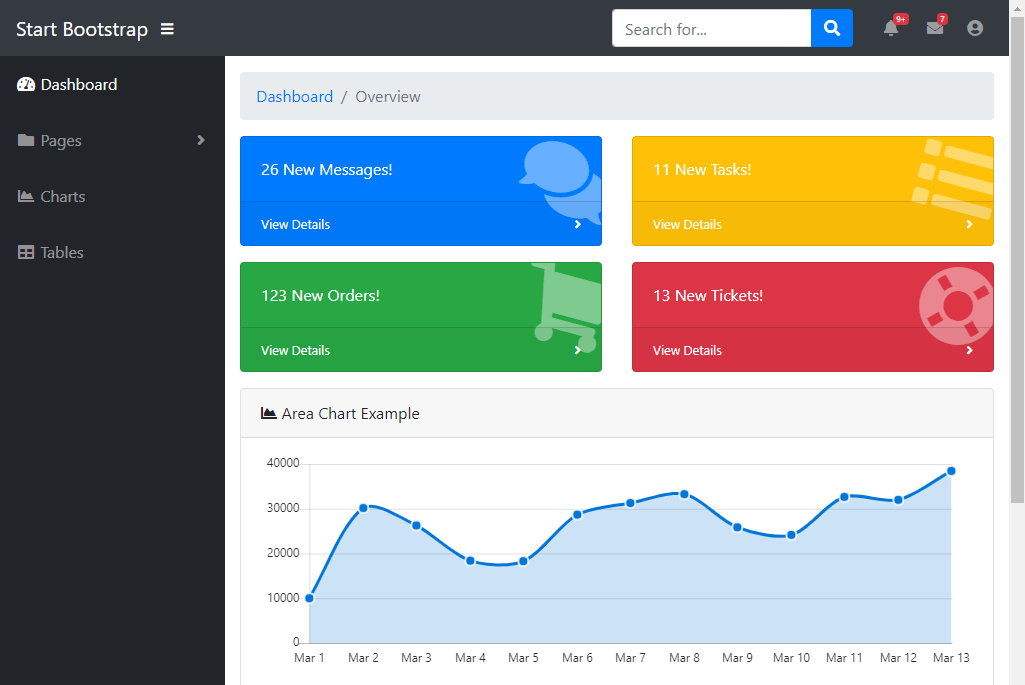 Start Bootstrap
Search for...
9+
7
Dashboard
Pages
Charts
Tables
Dashboard / Overview
26 New Messages!
View Details
11 New Tasks!
View Details
123 New Orders!
View Details
13 New Tickets!
View Details
Area Chart Example
40000
30000
20000
10000
0
Mar 1 Mar 2 Mar 3 Mar 4 Mar 5 Mar 6 Mar 7 Mar 8 Mar 9 Mar 10 Mar 11 Mar 12 Mar 13